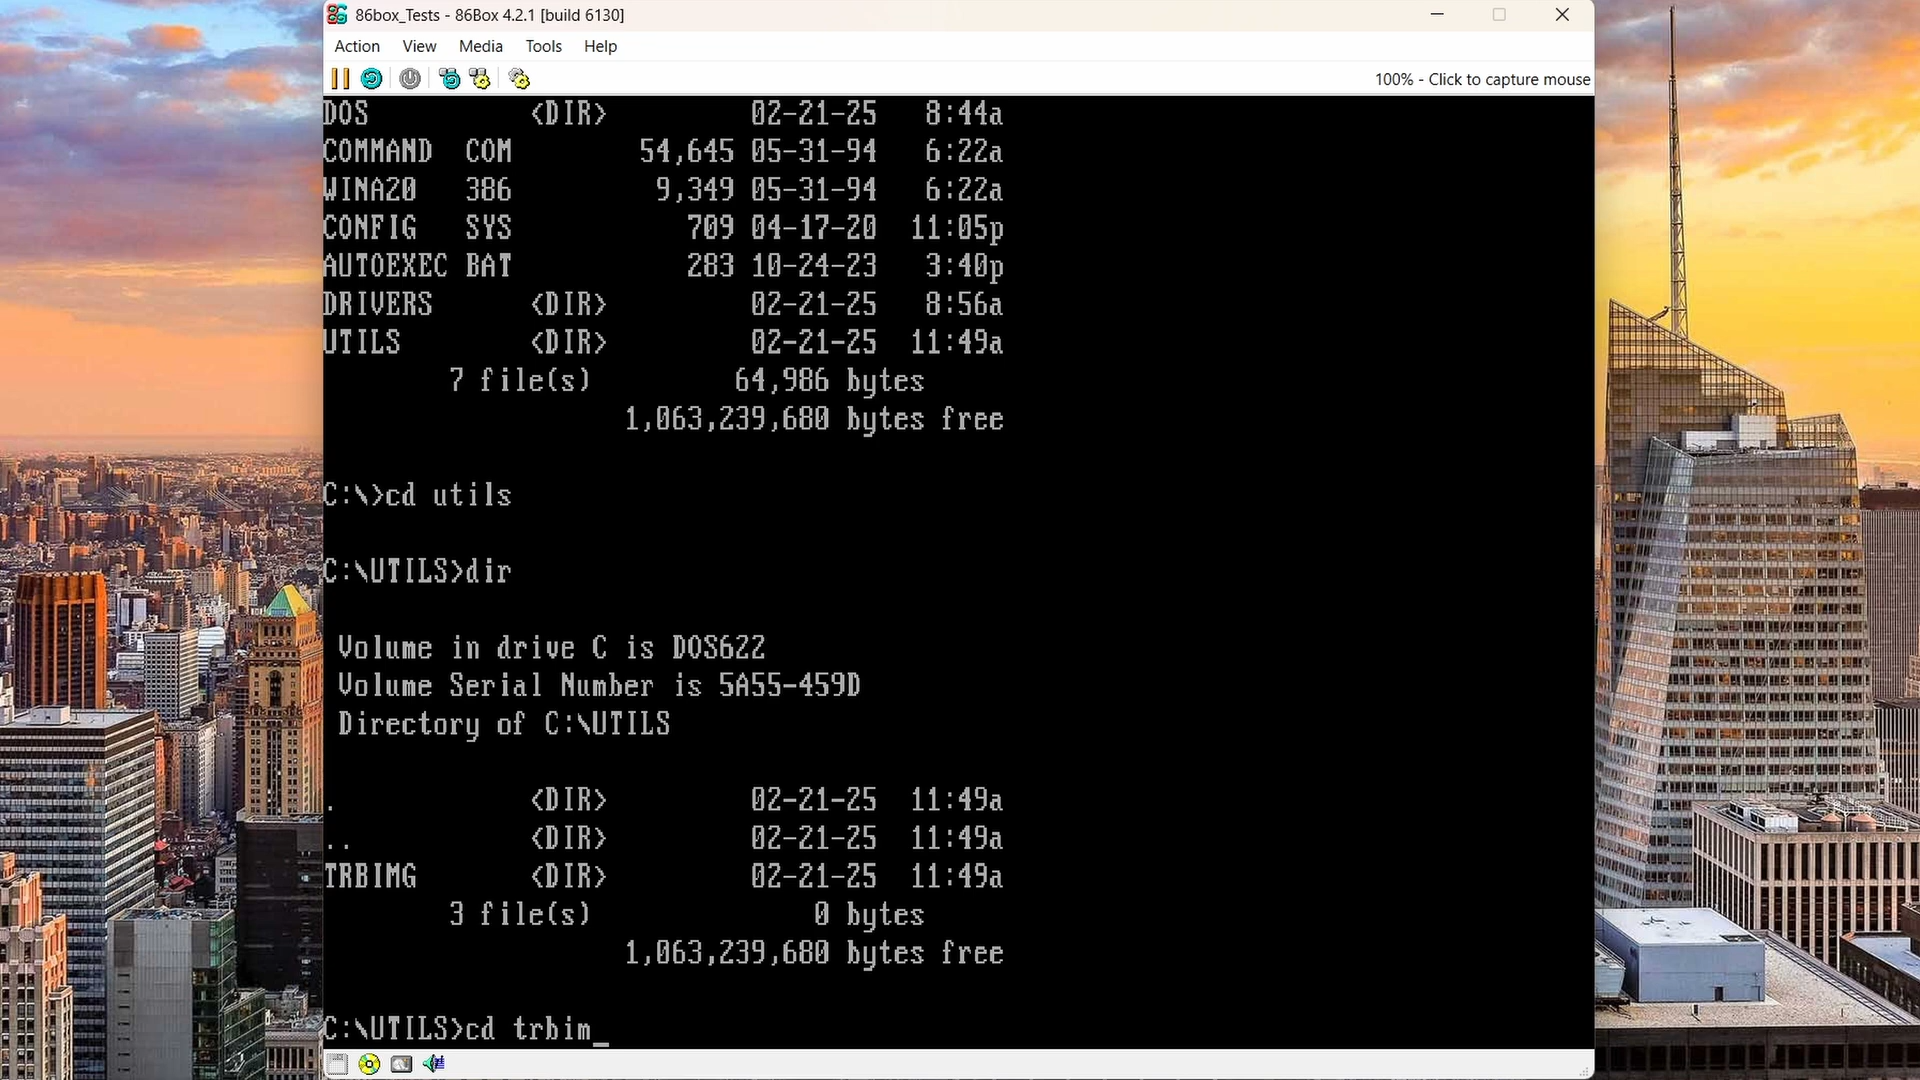 86box_Tests - 86Box 4.2.1 [build 6130]
Action View Media Tools Help
100% - Click to capture mouse
DOS <DIR> 02-21-25 8:44a
COMMAND COM 54,645 05-31-94 6:22a
WINA20 386 9,349 05-31-94 6:22a
CONFIG SYS 709 04-17-20 11:05p
AUTOEXEC BAT 283 10-24-23 3:40p
DRIVERS <DIR> 02-21-25 8:56a
UTILS <DIR> 02-21-25 11:49a
7 file(s) 64,986 bytes
1,063,239,680 bytes free
C:\>cd utils
C:\UTILS>dir
Volume in drive C is DOS622
Volume Serial Number is 5A55-459D
Directory of C:\UTILS
. <DIR> 02-21-25 11:49a
.. <DIR> 02-21-25 11:49a
TRBIMG <DIR> 02-21-25 11:49a
3 file(s) 0 bytes
1,063,239,680 bytes free
C:\UTILS>cd trbim_